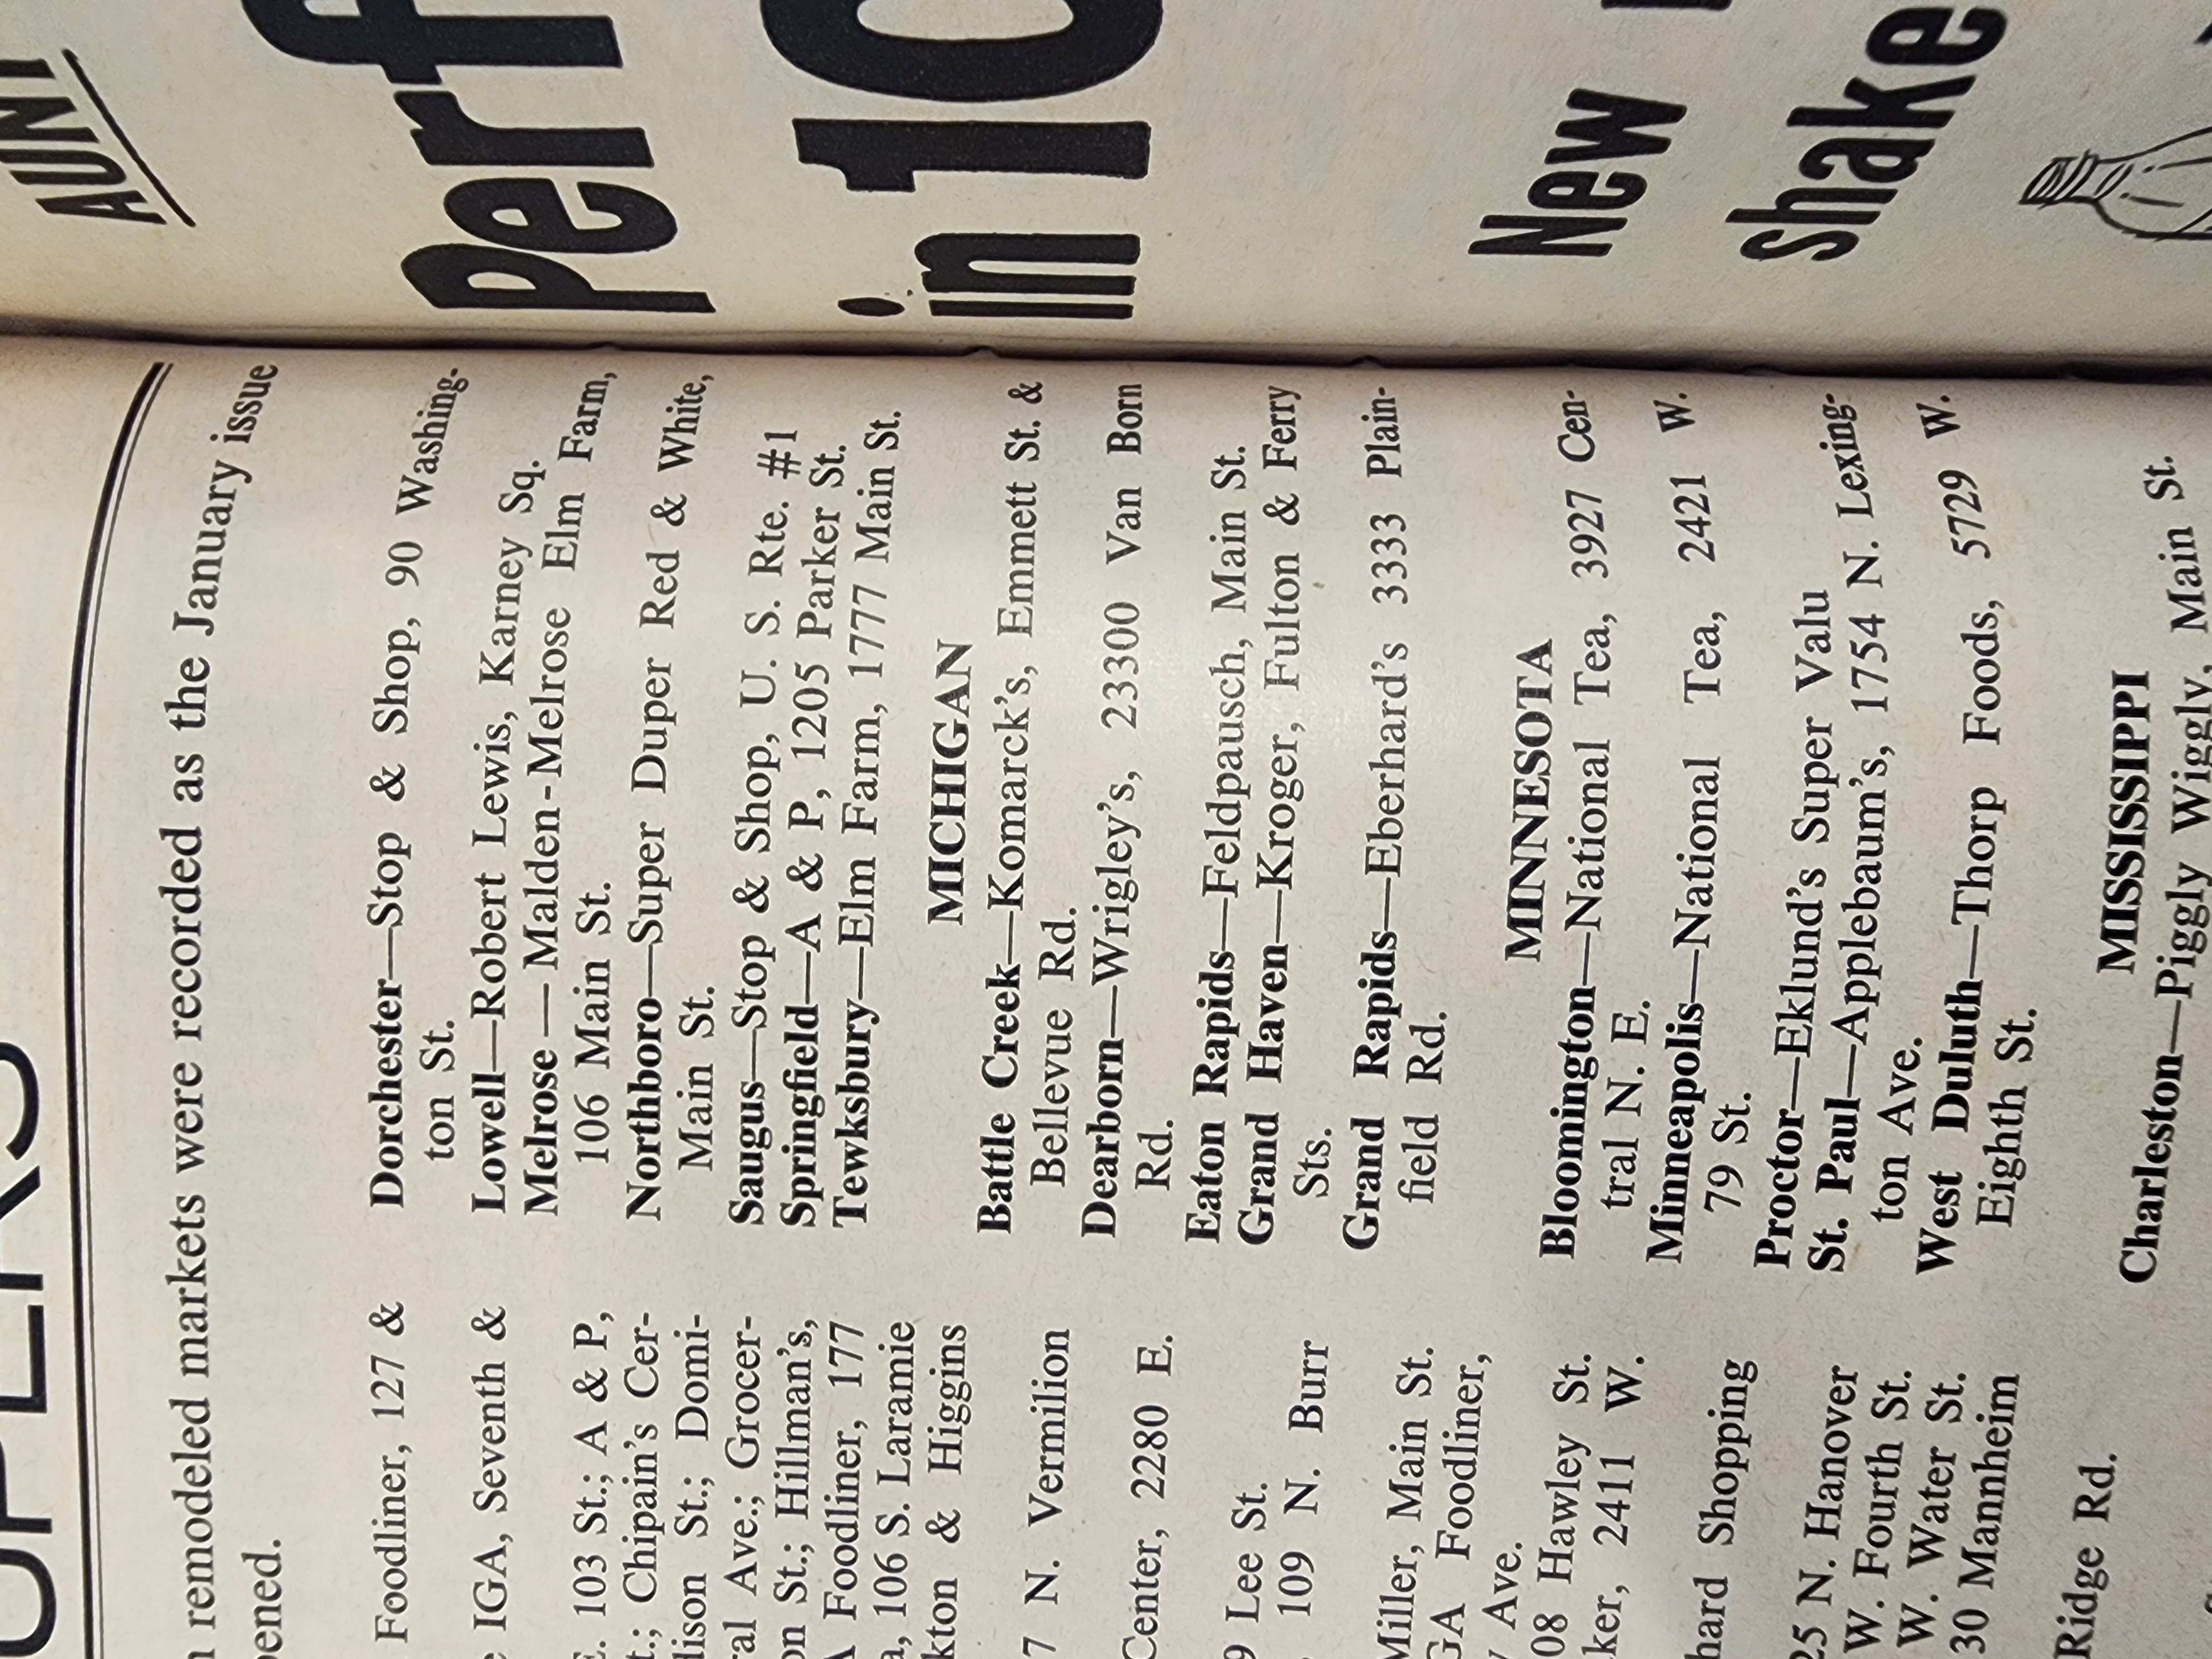 n remodeled markets were recorded as the January issue
pened.
Foodliner, 127 &
IGA, Seventh &
E. 103 St.; A & P,
t.; Chipain's Cer-
dison St.; Domi-
ral Ave.; Grocer-
on St.; Hillman's,
A Foodliner, 177
a, 106 S. Laramie
kton & Higgins
7 N. Vermilion
Center, 2280 E.
9 Lee St.
109 N. Burr
Miller, Main St.
GA Foodliner,
y Ave.
08 Hawley St.
ker, 2411 W.
hard Shopping
25 N. Hanover
W. Fourth St.
W. Water St.
30 Mannheim
Ridge Rd.
Dorchester—Stop & Shop, 90 Washing-
ton St.
Lowell—Robert Lewis, Karney Sq.
Melrose—Malden-Melrose Elm Farm,
106 Main St.
Northboro—Super Duper Red & White,
Main St.
Saugus—Stop & Shop, U. S. Rte. #1
Springfield—A & P, 1205 Parker St.
Tewksbury—Elm Farm, 1777 Main St.
MICHIGAN
Battle Creek—Komarck's, Emmett St. &
Bellevue Rd.
Dearborn—Wrigley's, 23300 Van Born
Rd.
Eaton Rapids—Feldpausch, Main St.
Grand Haven—Kroger, Fulton & Ferry
Sts.
Grand Rapids—Eberhard's 3333 Plain-
field Rd.
MINNESOTA
Bloomington—National Tea, 3927 Cen-
tral N. E.
Minneapolis—National Tea, 2421 W.
79 St.
Proctor—Eklund's Super Valu
St. Paul—Applebaum's, 1754 N. Lexing-
ton Ave.
West Duluth—Thorp Foods, 5729 W.
Eighth St.
MISSISSIPPI
Charleston—Piggly Wiggly, Main St.
AUNT
Perf
in 10
New
shake